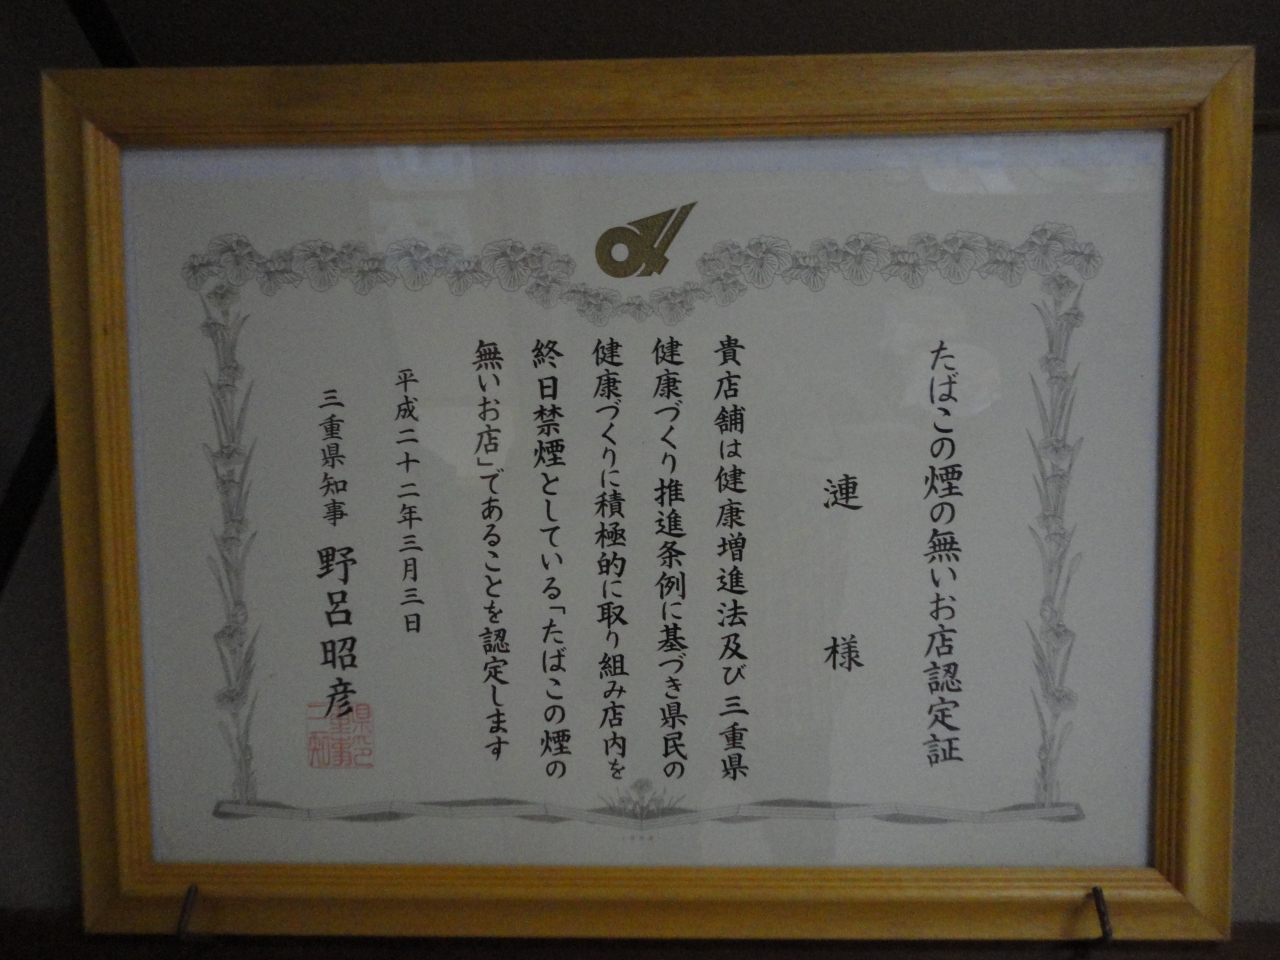 たばこの煙の無いお店認定証
漣 様
貴店舗は健康増進法及び三重県
健康づくり推進条例に基づき県民の
健康づくりに積極的に取り組み店内を
終日禁煙としている「たばこの煙の
無いお店」であることを認定します
平成二十二年三月三日
三重県知事 野呂昭彦